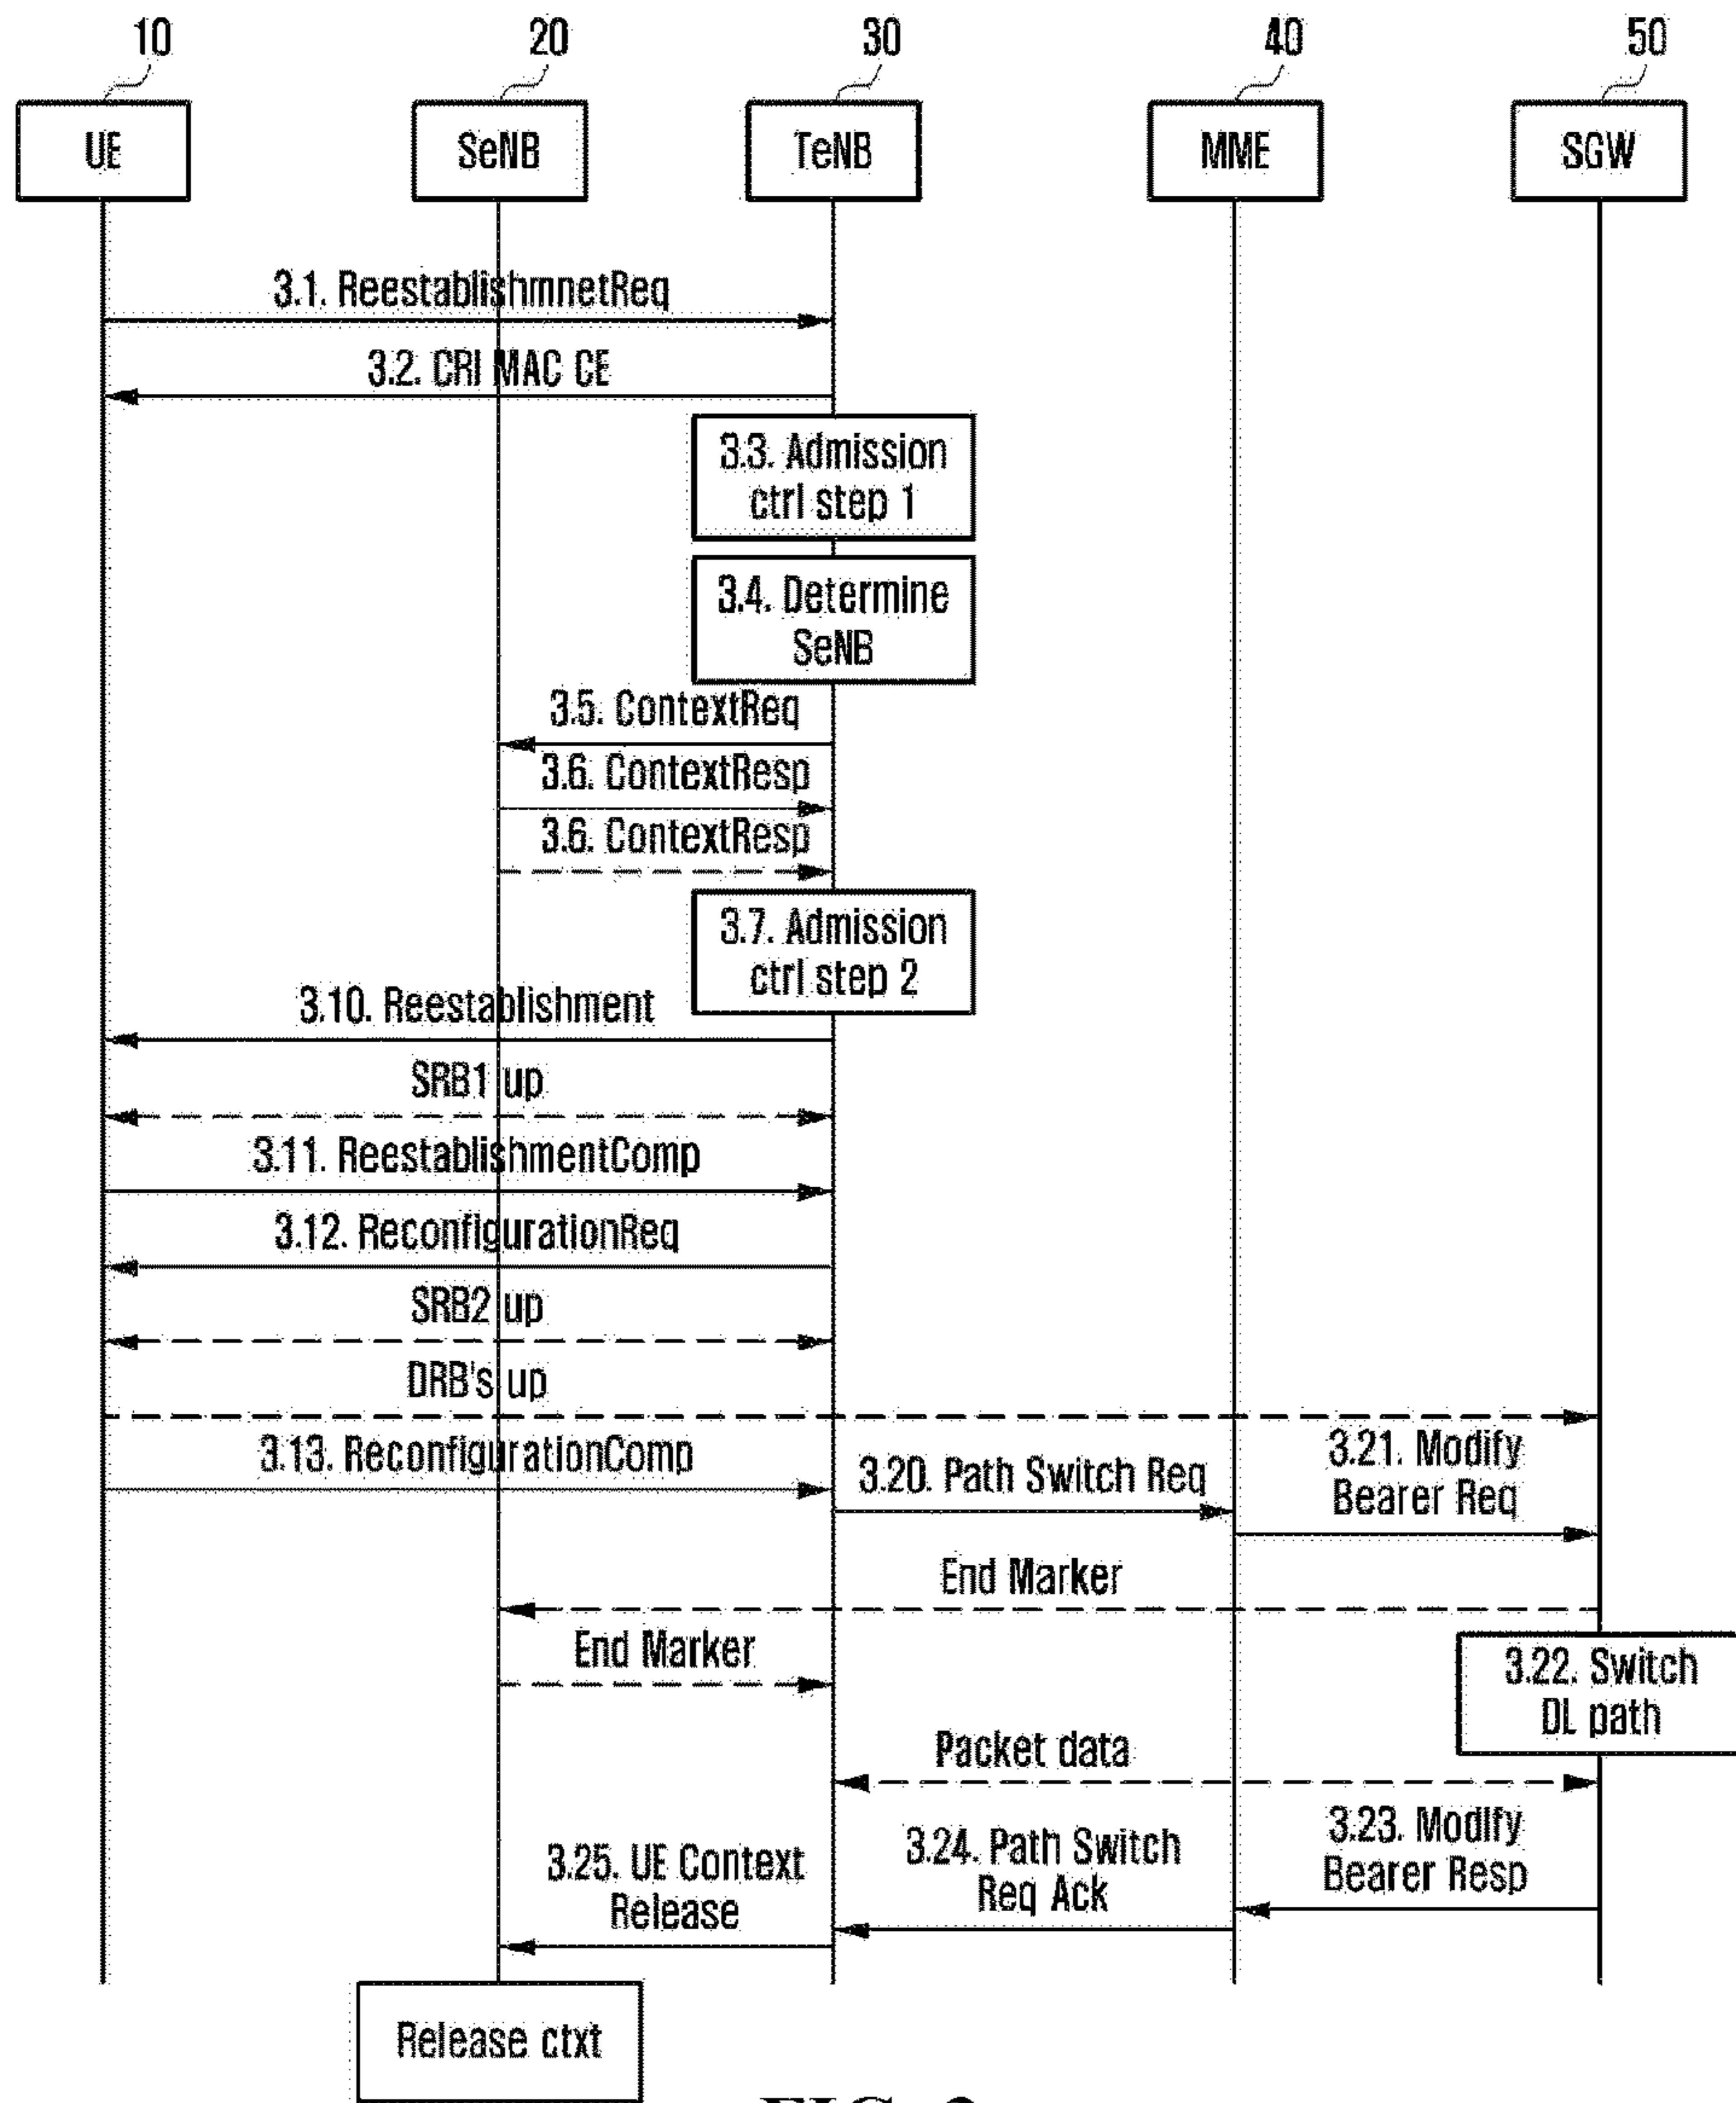 10
20
30
40
50
UE
SeNB
TeNB
MME
SGW
3.1. ReestablishmnetReq
3.2. CRI MAC CE
3.3. Admission
ctrl step 1
3.4. Determine
SeNB
3.5. ContextReq
3.6. ContextResp
3.6. ContextResp
3.7. Admission
ctrl step 2
3.10. Reestablishment
SRB1 up
3.11. ReestablishmentComp
3.12. ReconfigurationReq
SRB2 up
DRB's up
3.13. ReconfigurationComp
3.20. Path Switch Req
3.21. Modify
Bearer Req
End Marker
End Marker
3.22. Switch
DL path
Packet data
3.23. Modify
Bearer Resp
3.24. Path Switch
Req Ack
3.25. UE Context
Release
Release ctxt